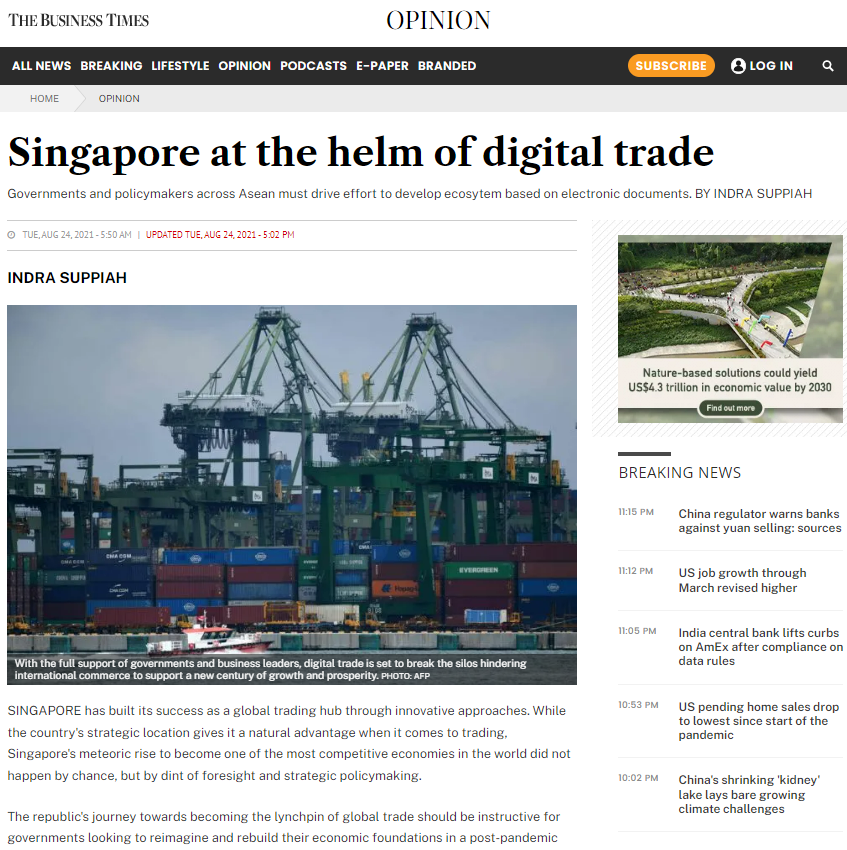 THE BUSINESS TIMES
OPINION
ALL NEWS BREAKING LIFESTYLE OPINION PODCASTS E-PAPER BRANDED SUBSCRIBE LOG IN
HOME OPINION
Singapore at the helm of digital trade
Governments and policymakers across Asean must drive effort to develop ecosytem based on electronic documents. BY INDRA SUPPIAH
TUE, AUG 24, 2021 - 5:50 AM | UPDATED TUE, AUG 24, 2021 - 5:02 PM
INDRA SUPPIAH
CMA CGM
EVERGREEN
With the full support of governments and business leaders, digital trade is set to break the silos hindering
international commerce to support a new century of growth and prosperity. PHOTO: AFP
SINGAPORE has built its success as a global trading hub through innovative approaches. While
the country's strategic location gives it a natural advantage when it comes to trading,
Singapore's meteoric rise to become one of the most competitive economies in the world did not
happen by chance, but by dint of foresight and strategic policymaking.
The republic's journey towards becoming the lynchpin of global trade should be instructive for
governments looking to reimagine and rebuild their economic foundations in a post-pandemic
Nature-based solutions could yield
US$4.3 trillion in economic value by 2030
Find out more
BREAKING NEWS
11:15 PM China regulator warns banks
against yuan selling: sources
11:12 PM US job growth through
March revised higher
11:05 PM India central bank lifts curbs
on AmEx after compliance on
data rules
10:53 PM US pending home sales drop
to lowest since start of the
pandemic
10:02 PM China's shrinking 'kidney'
lake lays bare growing
climate challenges